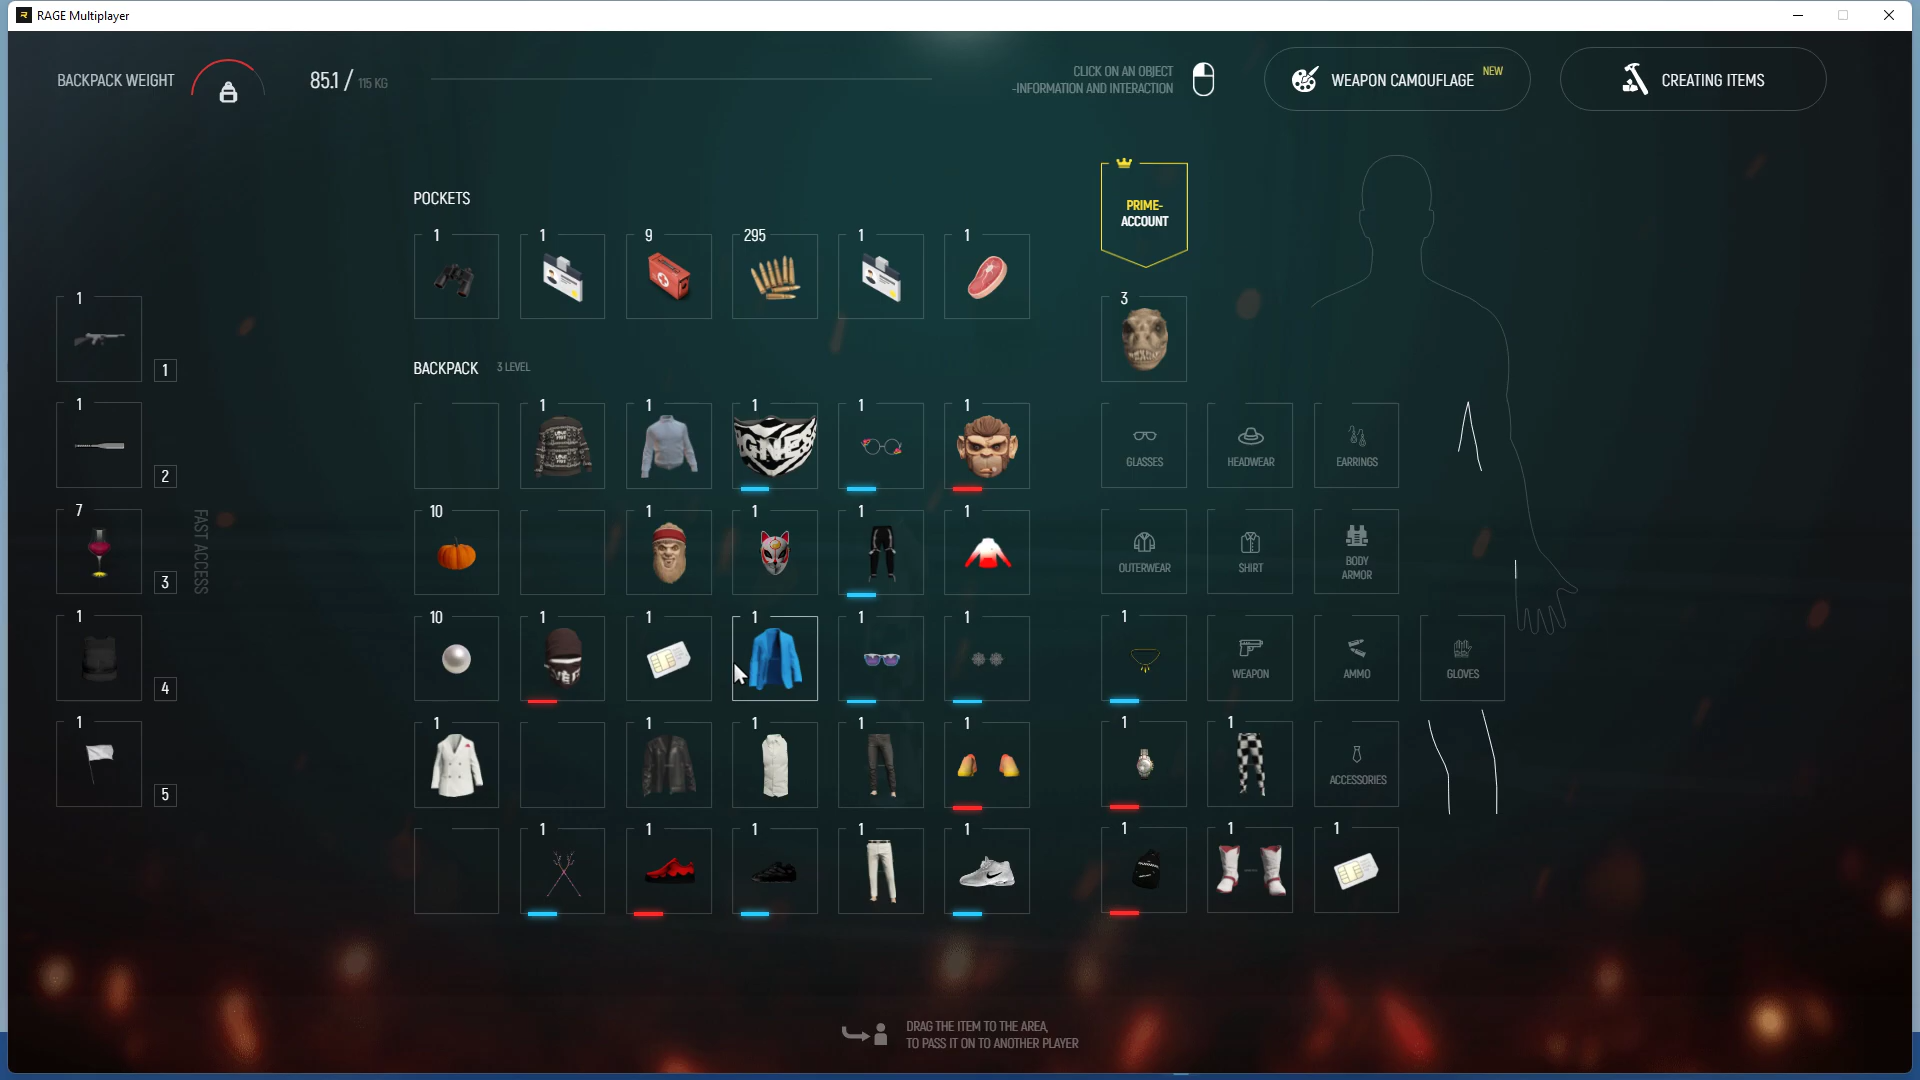 RAGE Multiplayer
BACKPACK WEIGHT
85.1 / 115 KG
CLICK ON AN OBJECT
-INFORMATION AND INTERACTION
WEAPON CAMOUFLAGE NEW
CREATING ITEMS
POCKETS
1 1 9 295 1 1
PRIME-
ACCOUNT
3
BACKPACK 3 LEVEL
1 1 1 1 1
GLASSES HEADWEAR EARRINGS
10 1 1 1 1
OUTERWEAR SHIRT BODY
ARMOR
10 1 1 1 1 1
1 WEAPON AMMO GLOVES
1 1 1 1 1
1 1 ACCESSORIES
1 1 1 1 1
1 1 1
1
1
1
2
7
3
1
4
1
5
FAST ACCESS
DRAG THE ITEM TO THE AREA,
TO PASS IT ON TO ANOTHER PLAYER